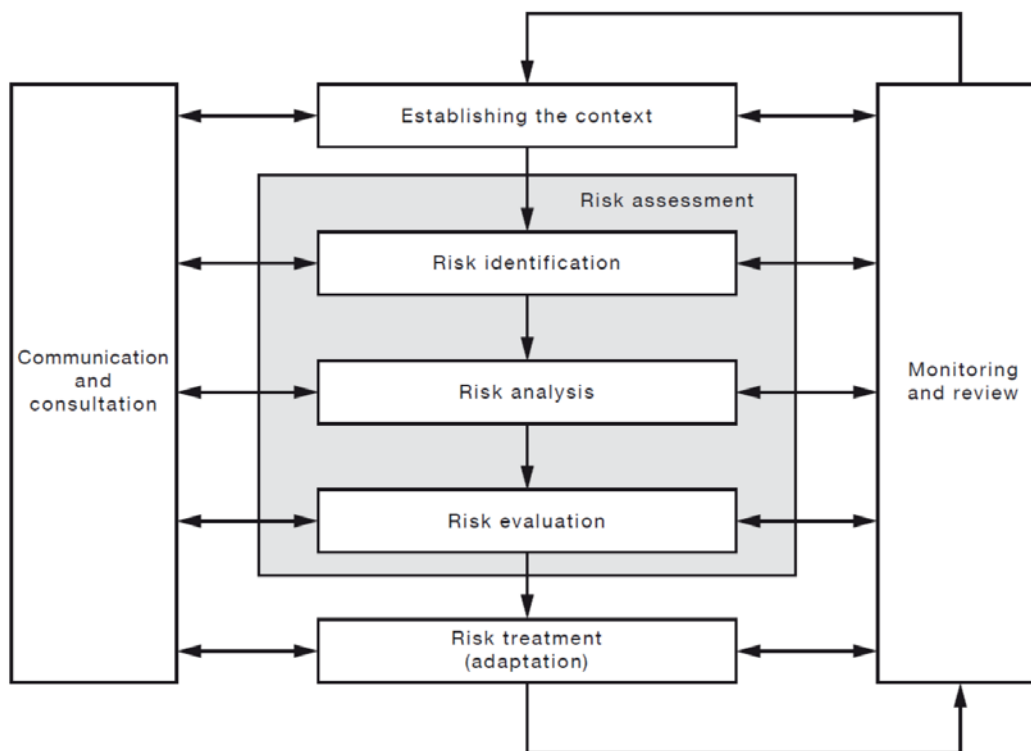 Establishing the context
Risk assessment
Risk identification
Communication
and
consultation
Risk analysis
Monitoring
and review
Risk evaluation
Risk treatment
(adaptation)